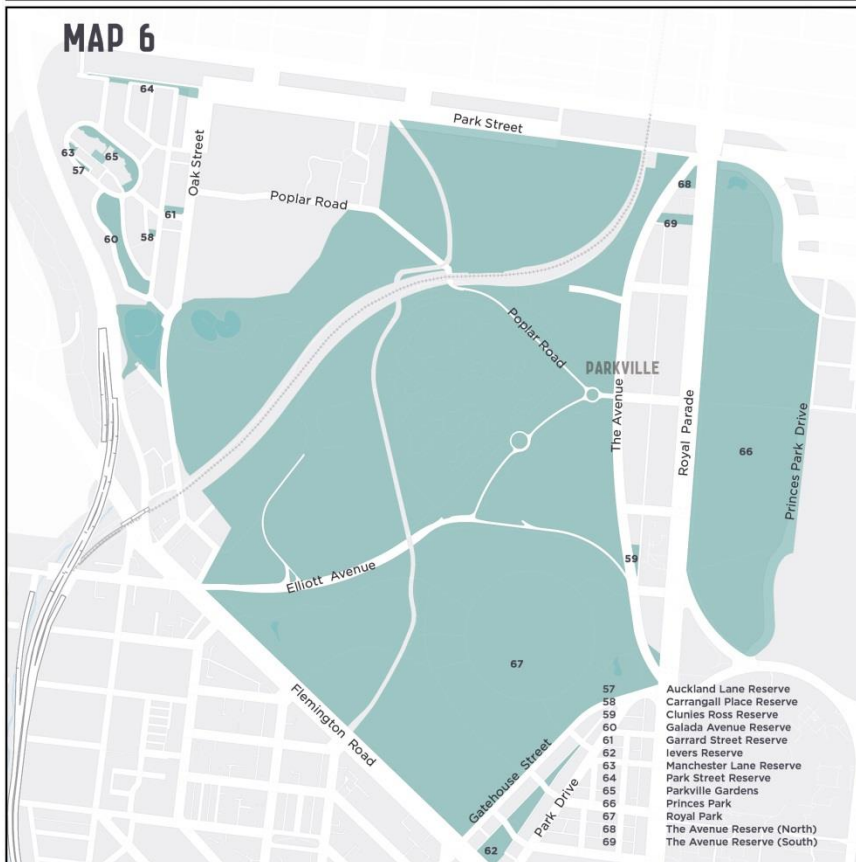 MAP 6
64
Park Street
63
65
57
Oak Street
68
Poplar Road
61
69
60
58
Poplar Road
PARKVILLE
The Avenue
Royal Parade
66
Princes Park Drive
59
Elliott Avenue
67
Flemington Road
Gatehouse Street
Park Drive
62
57 Auckland Lane Reserve
58 Carrangall Place Reserve
59 Clunies Ross Reserve
60 Galada Avenue Reserve
61 Garrard Street Reserve
62 Ievers Reserve
63 Manchester Lane Reserve
64 Park Street Reserve
65 Parkville Gardens
66 Princes Park
67 Royal Park
68 The Avenue Reserve (North)
69 The Avenue Reserve (South)